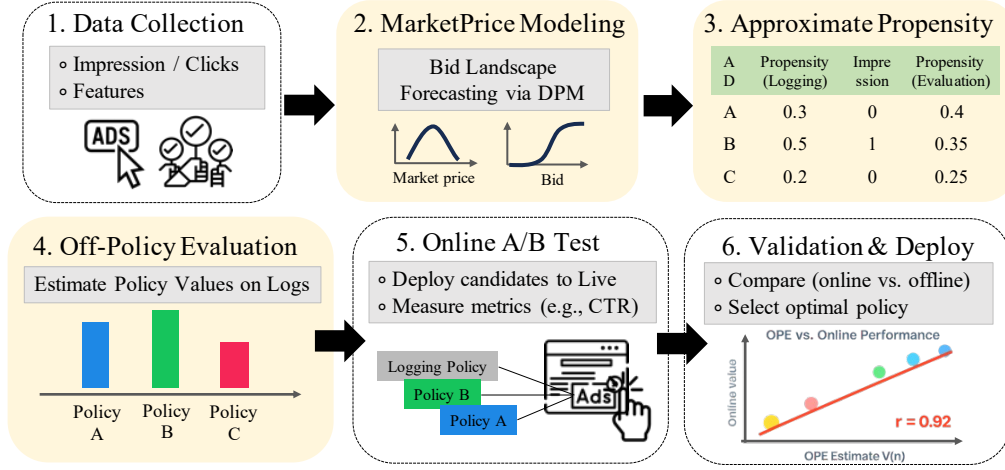 1. Data Collection
Impression / Clicks
Features
ADS
2. MarketPrice Modeling
Bid Landscape
Forecasting via DPM
Market price
Bid
3. Approximate Propensity
A
D
Propensity
(Logging)
Impre
ssion
Propensity
(Evaluation)
A 0.3 0 0.4
B 0.5 1 0.35
C 0.2 0 0.25
4. Off-Policy Evaluation
Estimate Policy Values on Logs
Policy
A
Policy
B
Policy
C
5. Online A/B Test
Deploy candidates to Live
Measure metrics (e.g., CTR)
Logging Policy
Policy B
Policy A
Ads
6. Validation & Deploy
Compare (online vs. offline)
Select optimal policy
OPE vs. Online Performance
Online value
r = 0.92
OPE Estimate V(n)